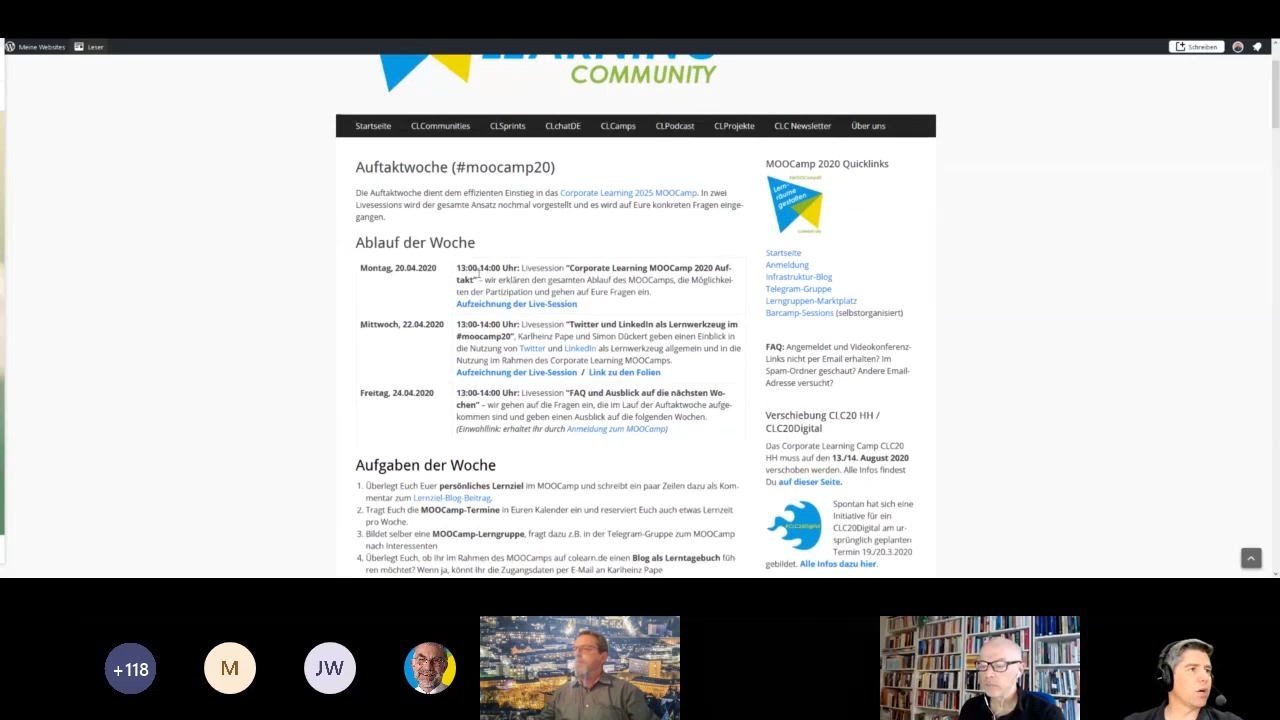 Meine Websites
Leser
Schreiben
COMMUNITY
Startseite CLCommunities CLSprints CLchatDE CLCamps CLPodcast CLProjekte CLC Newsletter Über uns
Auftaktwoche (#moocamp20)
Die Auftaktwoche dient dem effizienten Einstieg in das Corporate Learning 2025 MOOCamp. In zwei
Livesessions wird der gesamte Ansatz nochmal vorgestellt und es wird auf Eure konkreten Fragen einge-
gangen.
Ablauf der Woche
Montag, 20.04.2020
13:00-14:00 Uhr: Livesession "Corporate Learning MOOCamp 2020 Auf-
takt" – wir erklären den gesamten Ablauf des MOOCamps, die Möglichkei-
ten der Partizipation und gehen auf Eure Fragen ein.
Aufzeichnung der Live-Session
Mittwoch, 22.04.2020
13:00-14:00 Uhr: Livesession "Twitter und LinkedIn als Lernwerkzeug im
#moocamp20", Karlheinz Pape und Simon Dückert geben einen Einblick in
die Nutzung von Twitter und LinkedIn als Lernwerkzeug allgemein und in die
Nutzung im Rahmen des Corporate Learning MOOCamps.
Aufzeichnung der Live-Session / Link zu den Folien
Freitag, 24.04.2020
13:00-14:00 Uhr: Livesession "FAQ und Ausblick auf die nächsten Wo-
chen" – wir gehen auf die Fragen ein, die im Lauf der Auftaktwoche aufge-
kommen sind und geben einen Ausblick auf die folgenden Wochen.
(Einwahllink: erhaltet Ihr durch Anmeldung zum MOOCamp)
Aufgaben der Woche
1. Überlegt Euch Euer persönliches Lernziel im MOOCamp und schreibt ein paar Zeilen dazu als Kom-
mentar zum Lernziel-Blog-Beitrag.
2. Tragt Euch die MOOCamp-Termine in Euren Kalender ein und reserviert Euch auch etwas Lernzeit
pro Woche.
3. Bildet selber eine MOOCamp-Lerngruppe, fragt dazu z.B. in der Telegram-Gruppe zum MOOCamp
nach Interessenten
4. Überlegt Euch, ob Ihr im Rahmen des MOOCamps auf colearn.de einen Blog als Lerntagebuch füh-
ren möchtet? Wenn ja, könnt Ihr die Zugangsdaten per E-Mail an Karlheinz Pape
MOOCamp 2020 Quicklinks
Lern-
räume
gestalten
Startseite
Anmeldung
Infrastruktur-Blog
Telegram-Gruppe
Lerngruppen-Marktplatz
Barcamp-Sessions (selbstorganisiert)
FAQ: Angemeldet und Videokonferenz-
Links nicht per Email erhalten? Im
Spam-Ordner geschaut? Andere Email-
Adresse versucht?
Verschiebung CLC20 HH /
CLC20Digital
Das Corporate Learning Camp CLC20
HH muss auf den 13./14. August 2020
verschoben werden. Alle Infos findest
Du auf dieser Seite.
#CLC20Digital
Spontan hat sich eine
Initiative für ein
CLC20Digital am ur-
sprünglich geplanten
Termin 19./20.3.2020
gebildet. Alle Infos dazu hier.
+118
M
JW